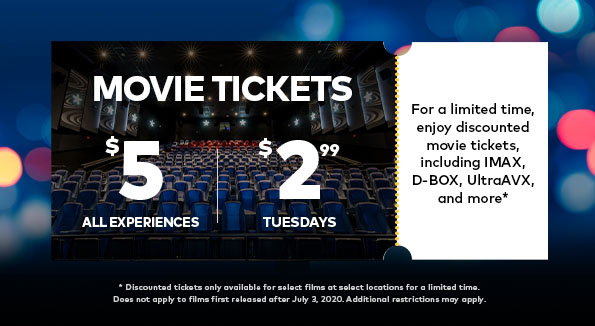 MOVIE TICKETS
$5
ALL EXPERIENCES
$2.99
TUESDAYS
For a limited time,
enjoy discounted
movie tickets,
including IMAX,
D-BOX, UltraAVX,
and more*
* Discounted tickets only available for select films at select locations for a limited time.
Does not apply to films first released after July 3, 2020. Additional restrictions may apply.